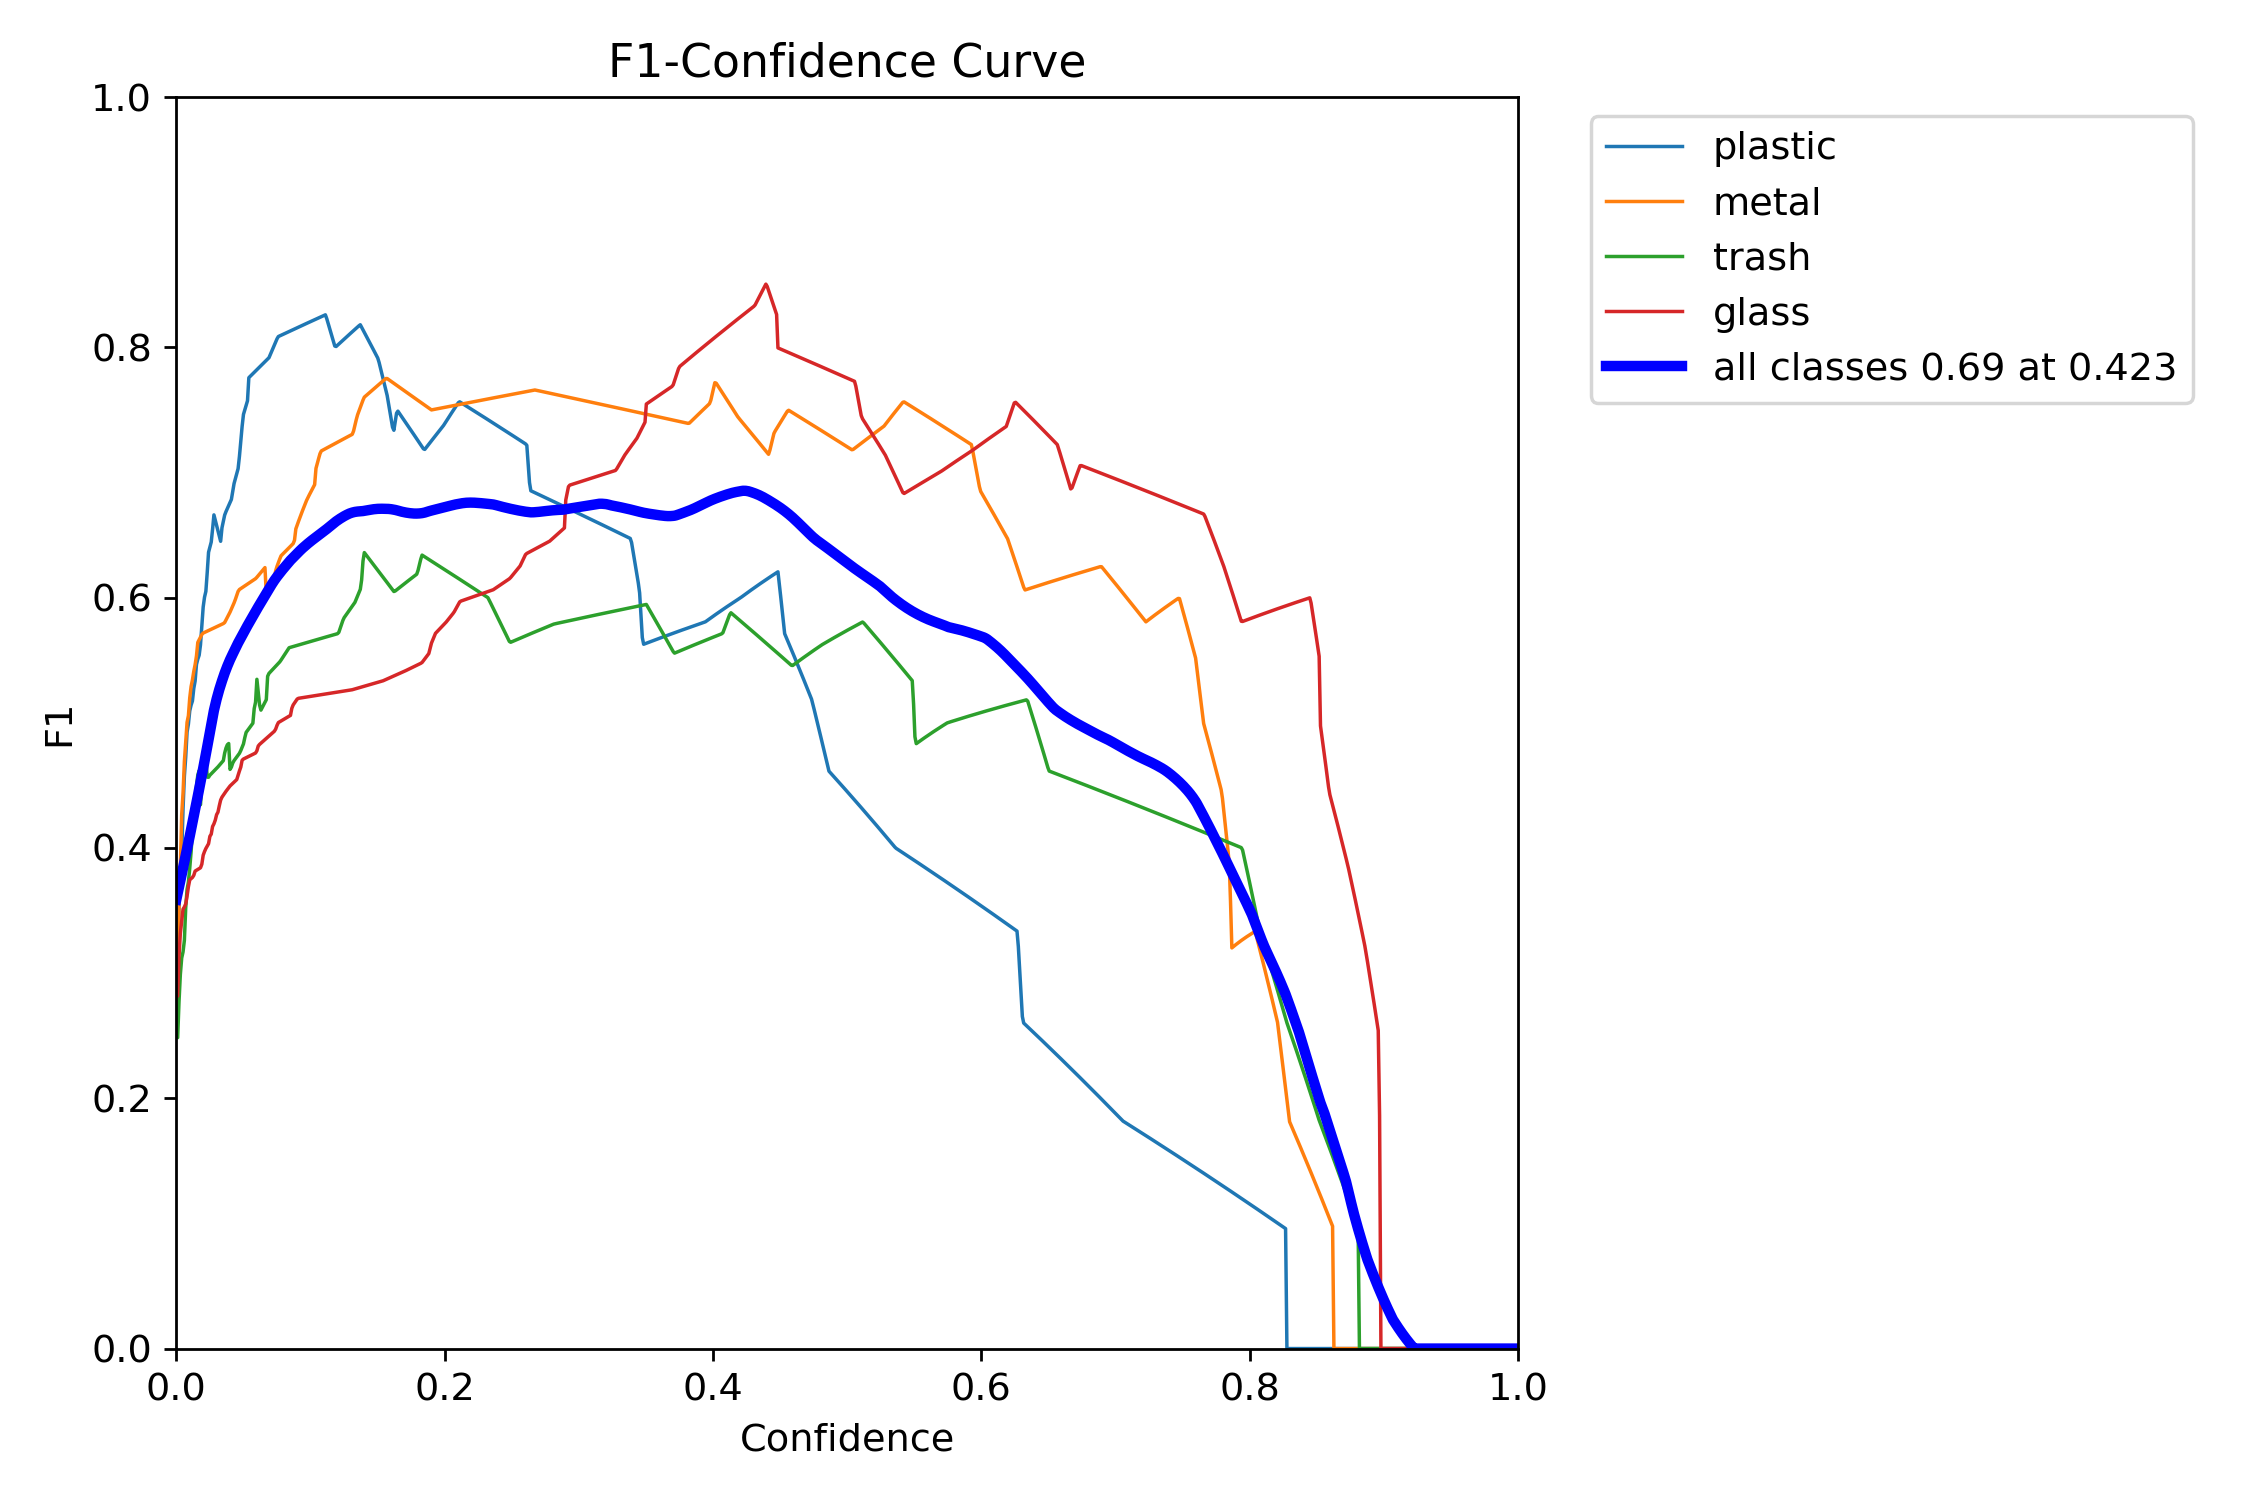 F1-Confidence Curve
1.0
0.8
0.6
0.4
0.2
0.0
F1
0.0 0.2 0.4 0.6 0.8 1.0
Confidence
plastic
metal
trash
glass
all classes 0.69 at 0.423